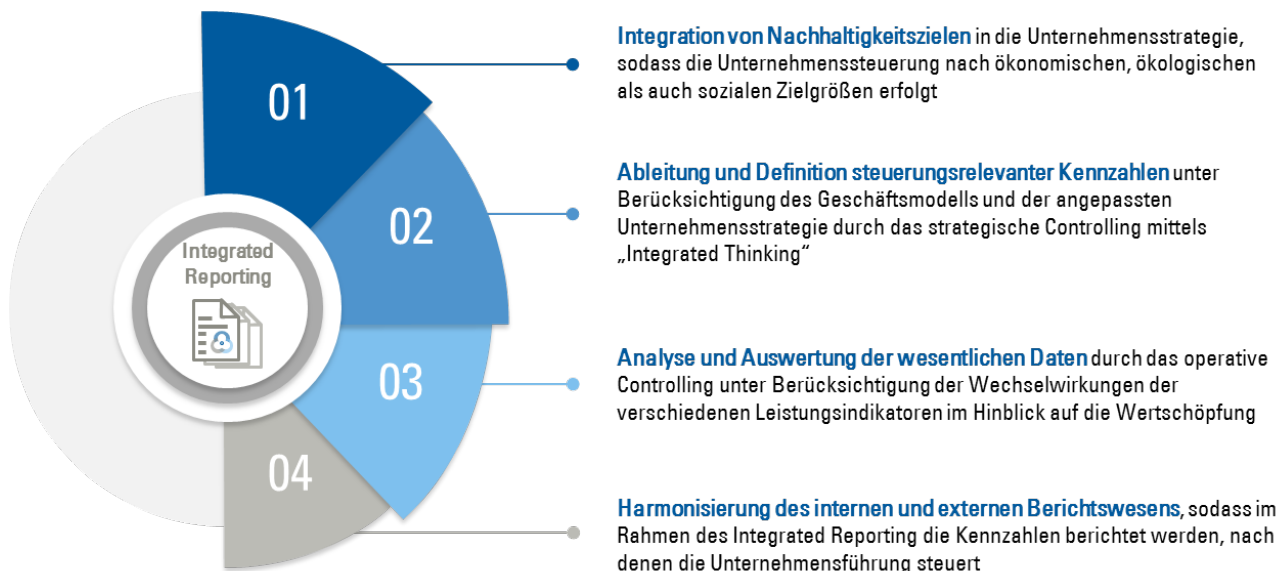 01
Integration von Nachhaltigkeitszielen in die Unternehmensstrategie,
sodass die Unternehmenssteuerung nach ökonomischen, ökologischen
als auch sozialen Zielgrößen erfolgt
02
Ableitung und Definition steuerungsrelevanter Kennzahlen unter
Berücksichtigung des Geschäftsmodells und der angepassten
Unternehmensstrategie durch das strategische Controlling mittels
„Integrated Thinking“
Integrated
Reporting
03
Analyse und Auswertung der wesentlichen Daten durch das operative
Controlling unter Berücksichtigung der Wechselwirkungen der
verschiedenen Leistungsindikatoren im Hinblick auf die Wertschöpfung
04
Harmonisierung des internen und externen Berichtswesens, sodass im
Rahmen des Integrated Reporting die Kennzahlen berichtet werden, nach
denen die Unternehmensführung steuert